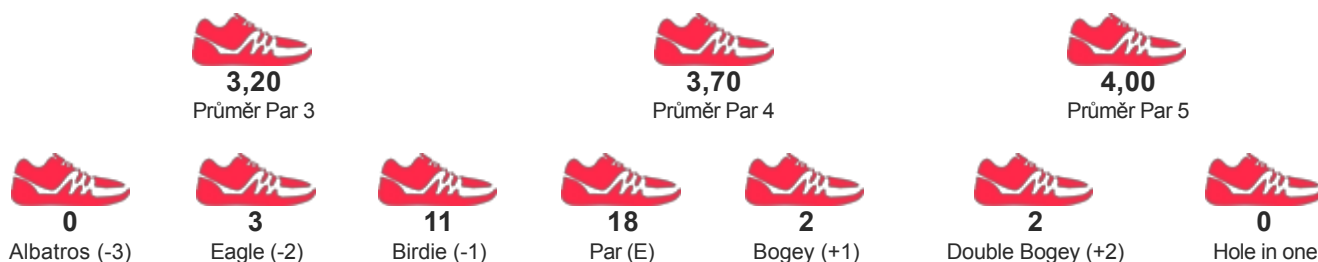 3,20 3,70 4,00
Průměr Par 3 Průměr Par 4 Průměr Par 5
0 3 11 18 2 2 0
Albatros (-3) Eagle (-2) Birdie (-1) Par (E) Bogey (+1) Double Bogey (+2) Hole in one